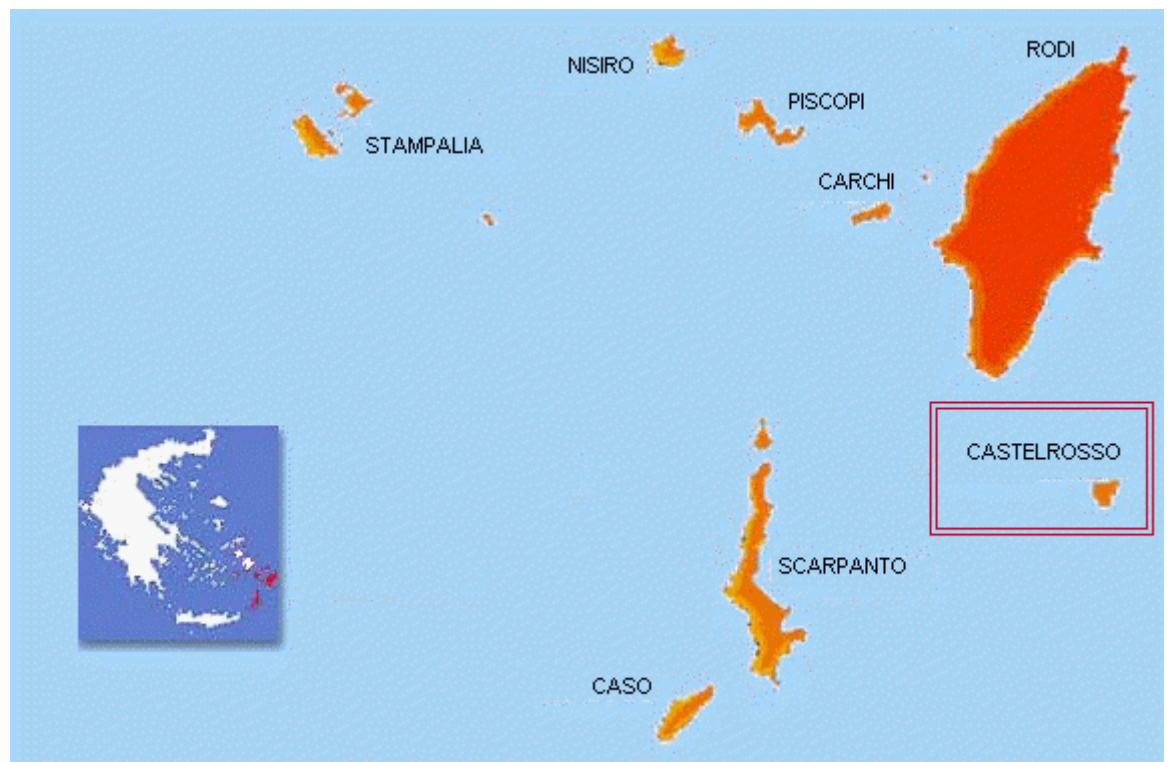 RODI
NISIRO
PISCOPI
STAMPALIA
CARCHI
CASTELROSSO
SCARPANTO
CASO